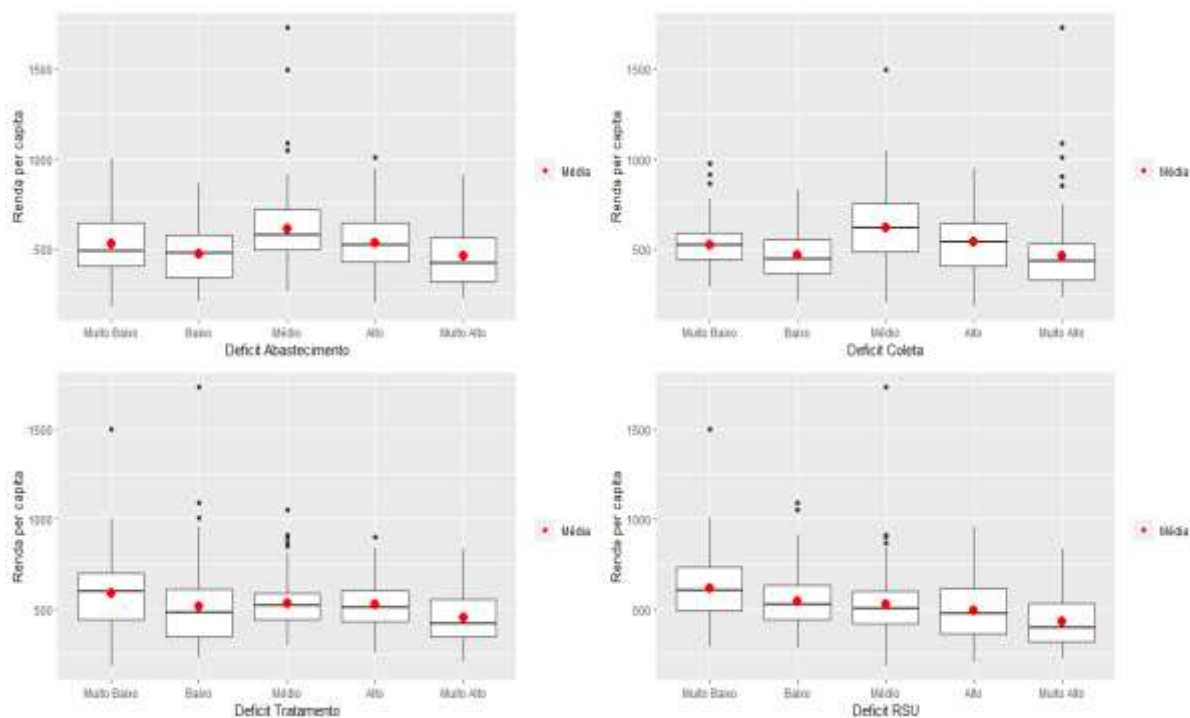 Renda per capita
1500
1000
500
Média
Muito Baixo Baixo Médio Alto Muito Alto
Deficit Abastecimento
Renda per capita
1500
1000
500
Média
Muito Baixo Baixo Médio Alto Muito Alto
Deficit Coleta
Renda per capita
1500
1000
500
Média
Muito Baixo Baixo Médio Alto Muito Alto
Deficit Tratamento
Renda per capita
1500
1000
500
Média
Muito Baixo Baixo Médio Alto Muito Alto
Deficit RSU